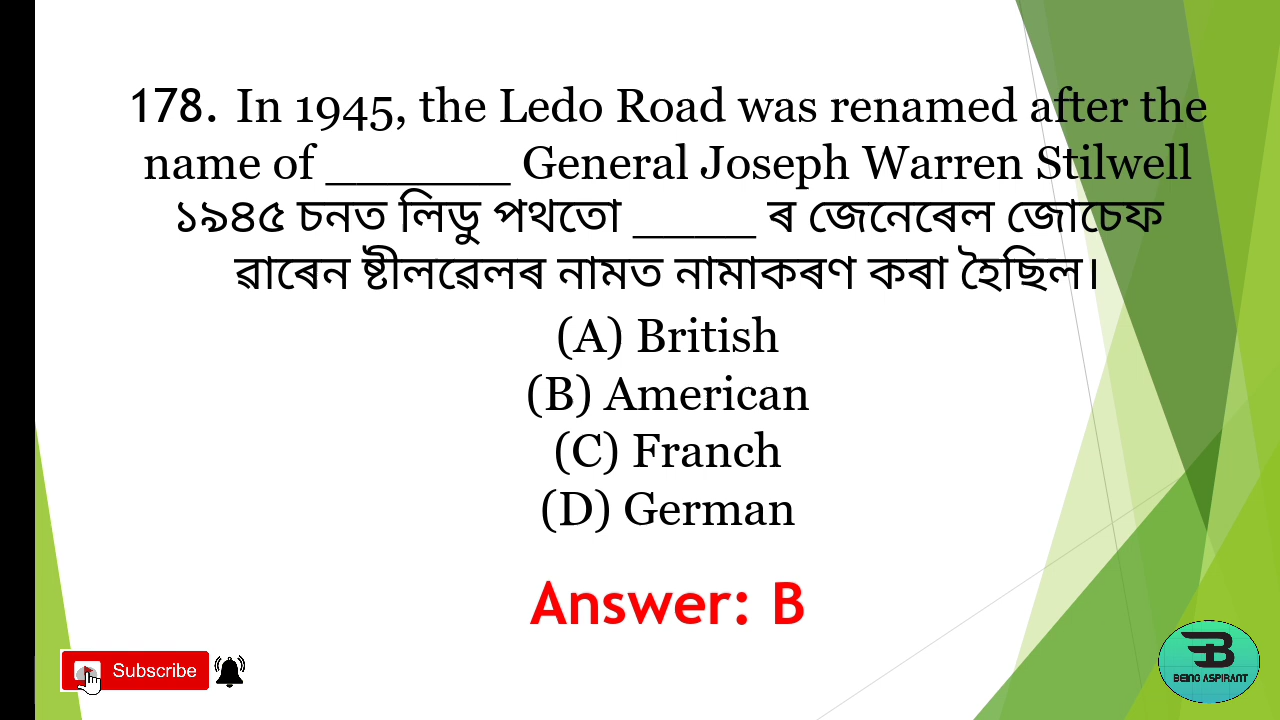 178. In 1945, the Ledo Road was renamed after the
name of ______ General Joseph Warren Stilwell
১৯৪৫ চনত লিডু পথতো _____ ৰ জেনেৰেল জোচেফ
ৱাৰেন ষ্টীলৱেলৰ নামত নামাকৰণ কৰা হৈছিল।
(A) British
(B) American
(C) Franch
(D) German
Answer: B
Subscribe
BEING ASPIRANT